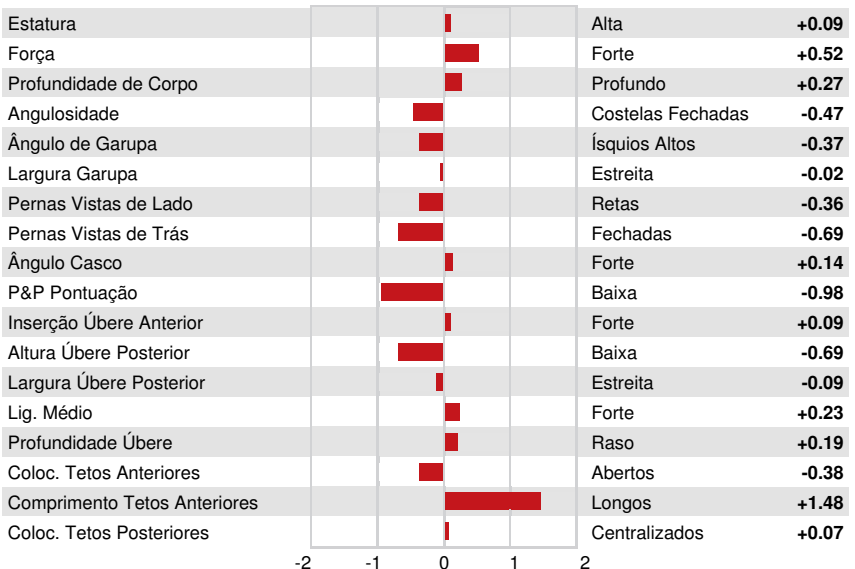 Estatura Alta +0.09
Força Forte +0.52
Profundidade de Corpo Profundo +0.27
Angulosidade Costelas Fechadas -0.47
Ângulo de Garupa Ísquios Altos -0.37
Largura Garupa Estreita -0.02
Pernas Vistas de Lado Retas -0.36
Pernas Vistas de Trás Fechadas -0.69
Ângulo Casco Forte +0.14
P&P Pontuação Baixa -0.98
Inserção Úbere Anterior Forte +0.09
Altura Úbere Posterior Baixa -0.69
Largura Úbere Posterior Estreita -0.09
Lig. Médio Forte +0.23
Profundidade Úbere Raso +0.19
Coloc. Tetos Anteriores Abertos -0.38
Comprimento Tetos Anteriores Longos +1.48
Coloc. Tetos Posteriores Centralizados +0.07
-2 -1 0 1 2